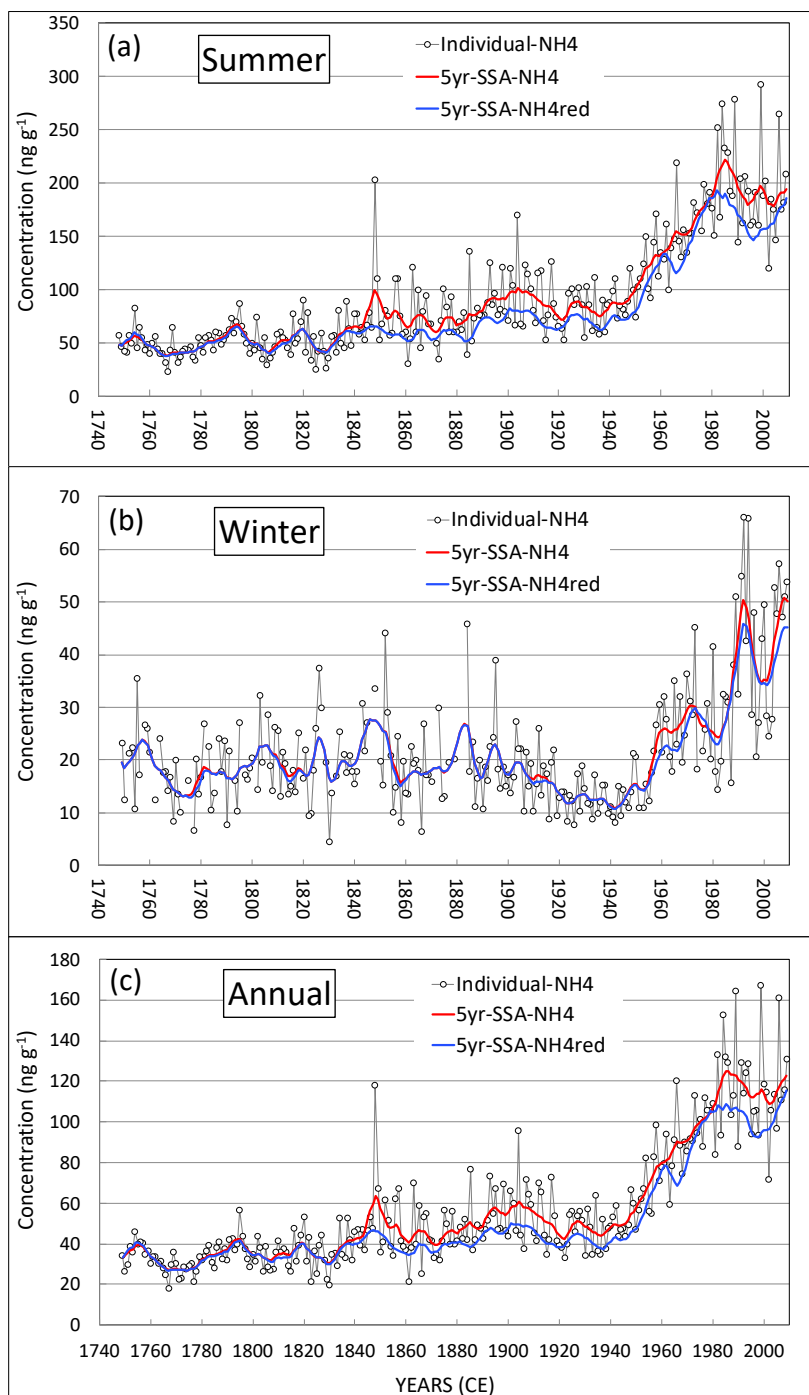 (a)
Summer
Individual-NH4
5yr-SSA-NH4
5yr-SSA-NH4red
Concentration (ng g-1)
350
300
250
200
150
100
50
0
1740 1760 1780 1800 1820 1840 1860 1880 1900 1920 1940 1960 1980 2000
(b)
Winter
Individual-NH4
5yr-SSA-NH4
5yr-SSA-NH4red
Concentration (ng g-1)
70
60
50
40
30
20
10
0
1740 1760 1780 1800 1820 1840 1860 1880 1900 1920 1940 1960 1980 2000
(c)
Annual
Individual-NH4
5yr-SSA-NH4
5yr-SSA-NH4red
Concentration (ng g-1)
180
160
140
120
100
80
60
40
20
0
1740 1760 1780 1800 1820 1840 1860 1880 1900 1920 1940 1960 1980 2000
YEARS (CE)